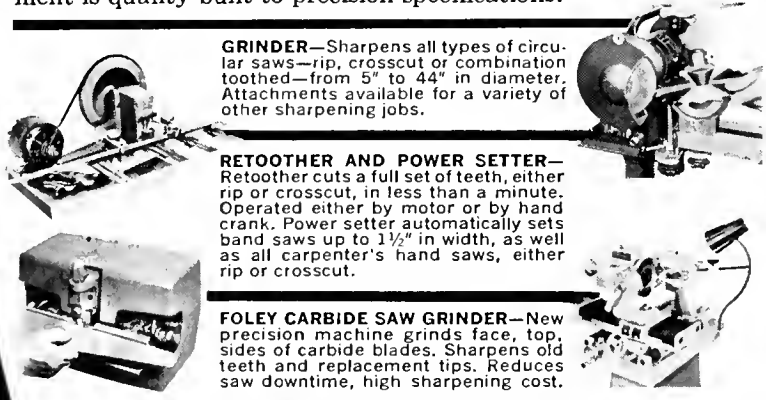 ment is quality built to precision specifications.
GRINDER—Sharpens all types of circu-
lar saws—rip, crosscut or combination
toothed—from 5" to 44" in diameter.
Attachments available for a variety of
other sharpening jobs.
RETOOTHER AND POWER SETTER—
Retoother cuts a full set of teeth, either
rip or crosscut, in less than a minute.
Operated either by motor or by hand
crank. Power setter automatically sets
band saws up to 1½" in width, as well
as all carpenter's hand saws, either
rip or crosscut.
FOLEY CARBIDE SAW GRINDER—New
precision machine grinds face, top,
sides of carbide blades. Sharpens old
teeth and replacement tips. Reduces
saw downtime, high sharpening cost.